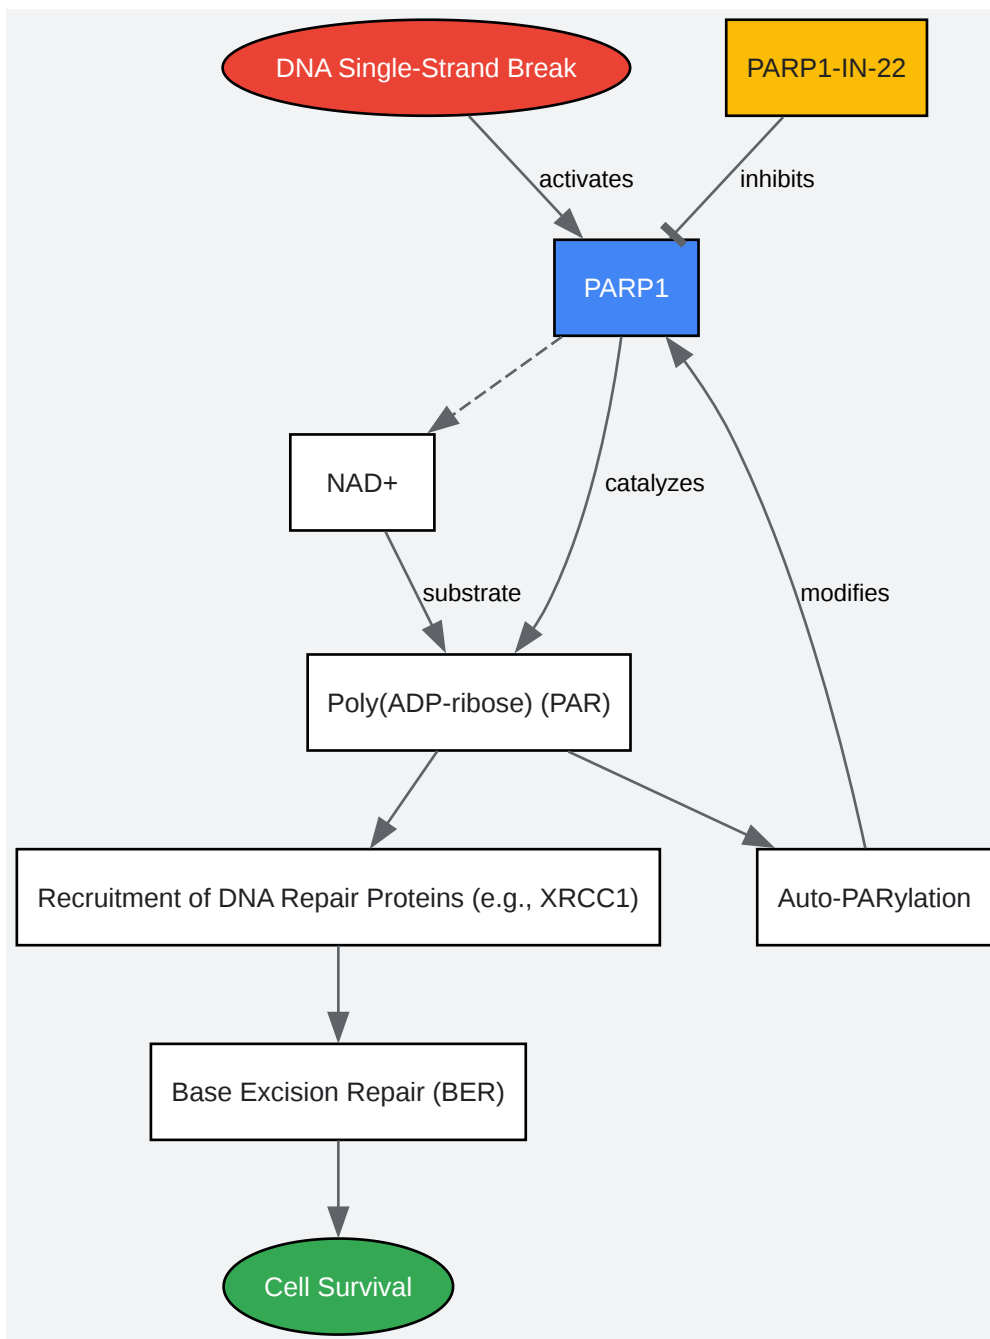 DNA Single-Strand Break
PARP1-IN-22
activates
inhibits
PARP1
NAD+
catalyzes
substrate
modifies
Poly(ADP-ribose) (PAR)
Recruitment of DNA Repair Proteins (e.g., XRCC1)
Auto-PARylation
Base Excision Repair (BER)
Cell Survival